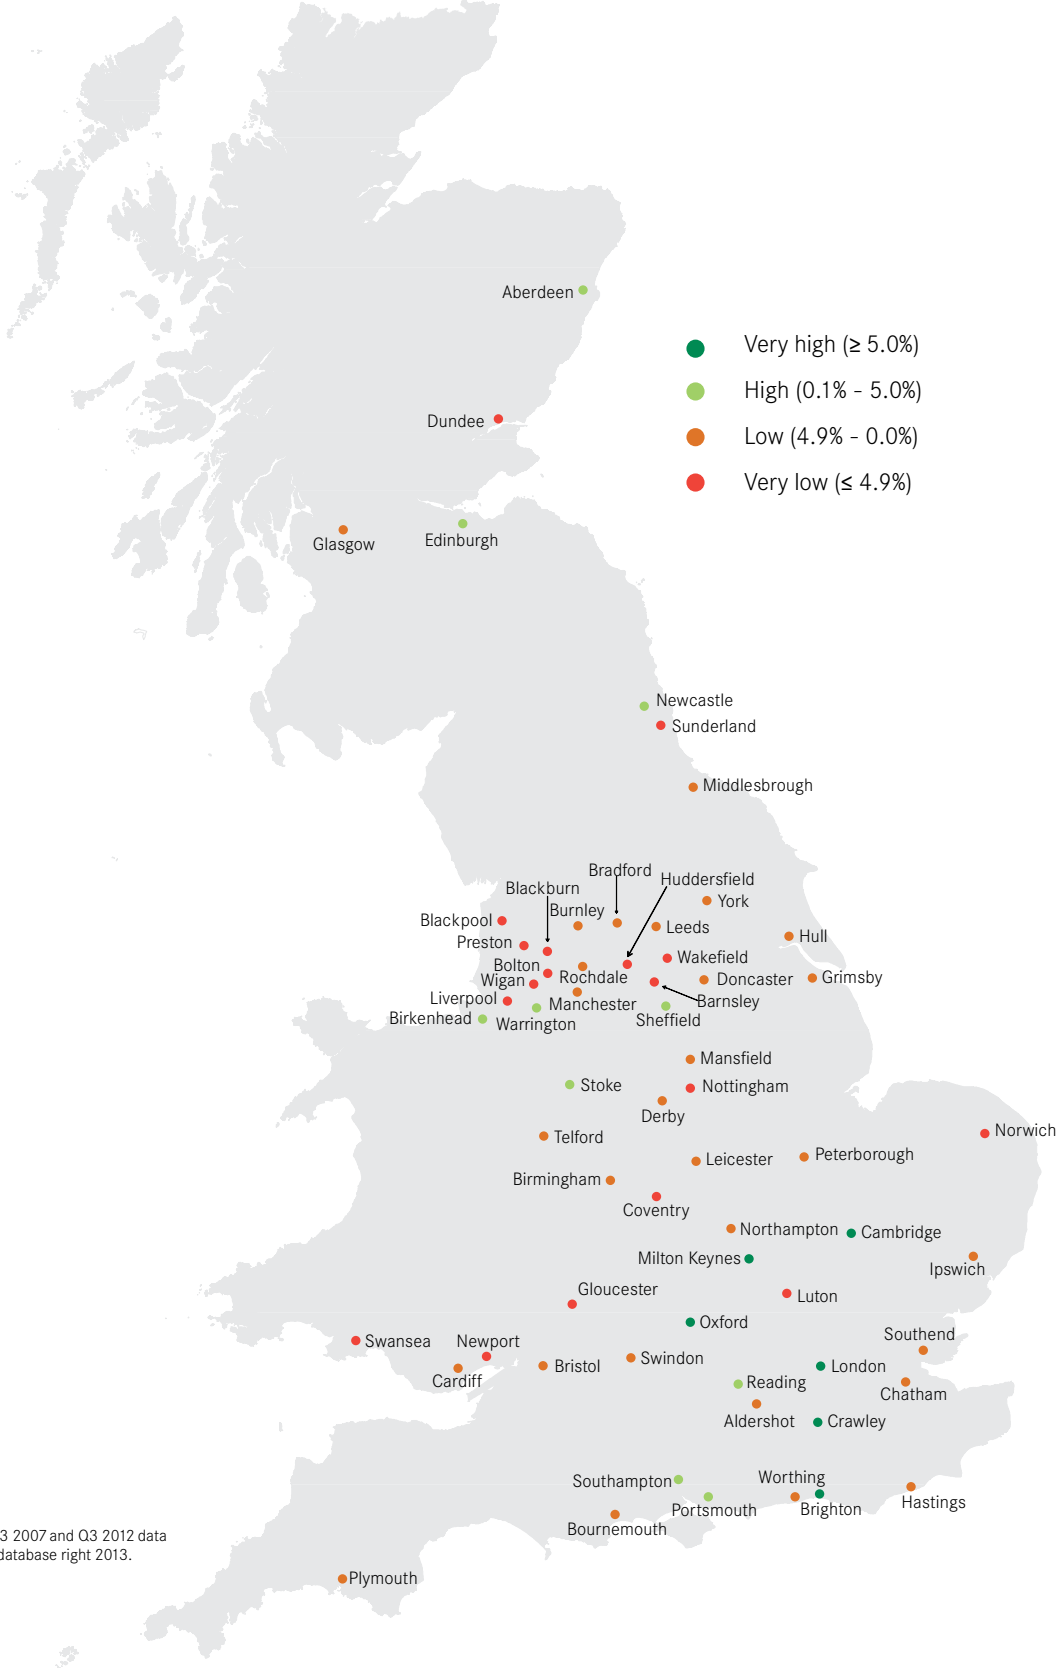 Aberdeen
Very high (≥ 5.0%)
High (0.1% - 5.0%)
Dundee
Low (4.9% - 0.0%)
Very low (≤ 4.9%)
Glasgow
Edinburgh
Newcastle
Sunderland
Middlesbrough
Bradford
Huddersfield
Blackburn
York
Burnley
Blackpool
Leeds
Hull
Preston
Wakefield
Bolton
Rochdale
Wigan
Doncaster
Grimsby
Liverpool
Manchester
Barnsley
Birkenhead
Warrington
Sheffield
Mansfield
Stoke
Nottingham
Derby
Telford
Norwich
Leicester
Peterborough
Birmingham
Coventry
Northampton
Cambridge
Milton Keynes
Ipswich
Gloucester
Luton
Oxford
Southend
Swansea
Newport
Bristol
Swindon
London
Cardiff
Reading
Chatham
Aldershot
Crawley
Southampton
Worthing
Portsmouth
Brighton
Hastings
Bournemouth
3 2007 and Q3 2012 data
database right 2013.
Plymouth